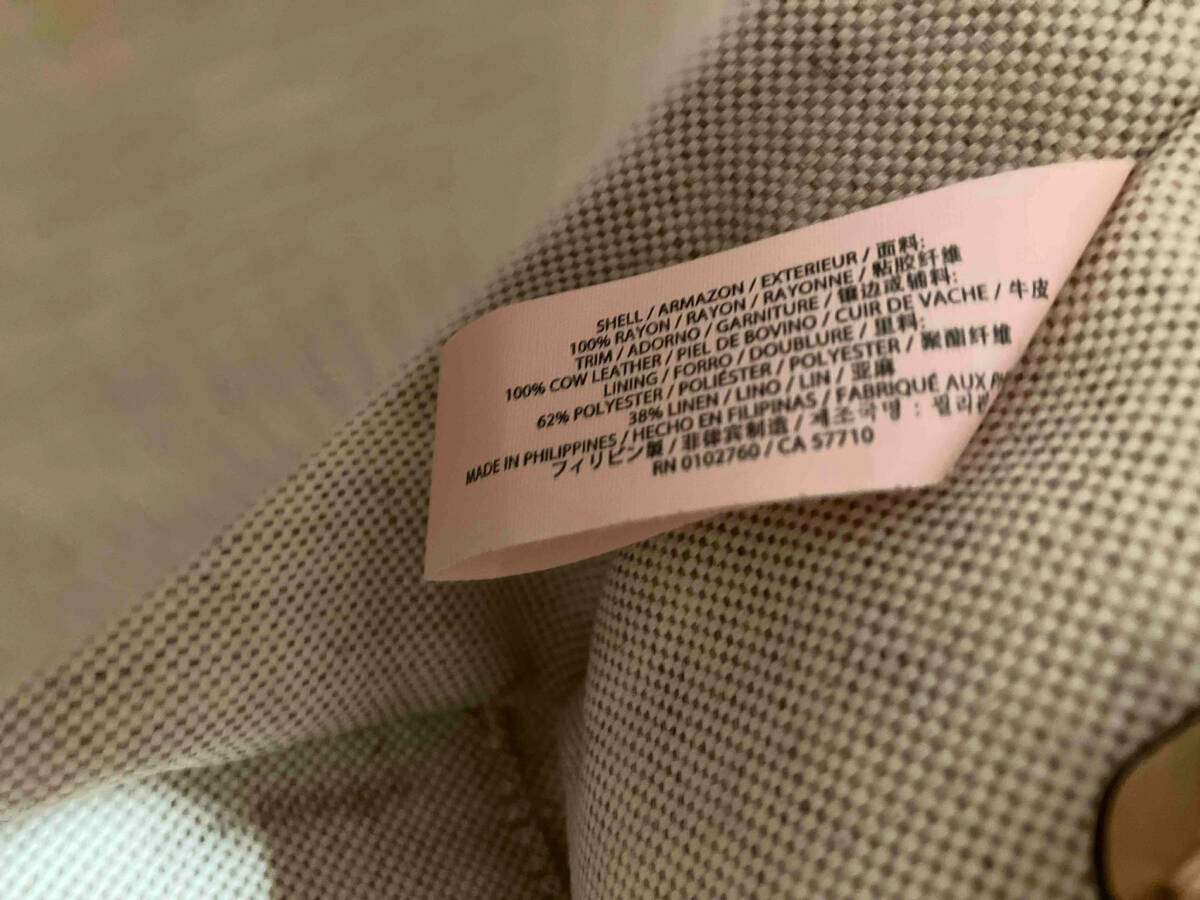 SHELL / ARMAZON / EXTERIEUR / 面料:
100% RAYON / RAYON / RAYONNE / 粘胶纤维
TRIM / ADORNO / GARNITURE / 镶边或辅料:
100% COW LEATHER / PIEL DE BOVINO / CUIR DE VACHE / 牛皮
LINING / FORRO / DOUBLURE / 里料:
62% POLYESTER / POLIÉSTER / POLYESTER / 聚酯纤维
38% LINEN / LINO / LIN / 亚麻
MADE IN PHILIPPINES / HECHO EN FILIPINAS / FABRIQUÉ AUX
フィリピン製 / 菲律宾制造 / 제조국명 :
RN 0102760 / CA 57710